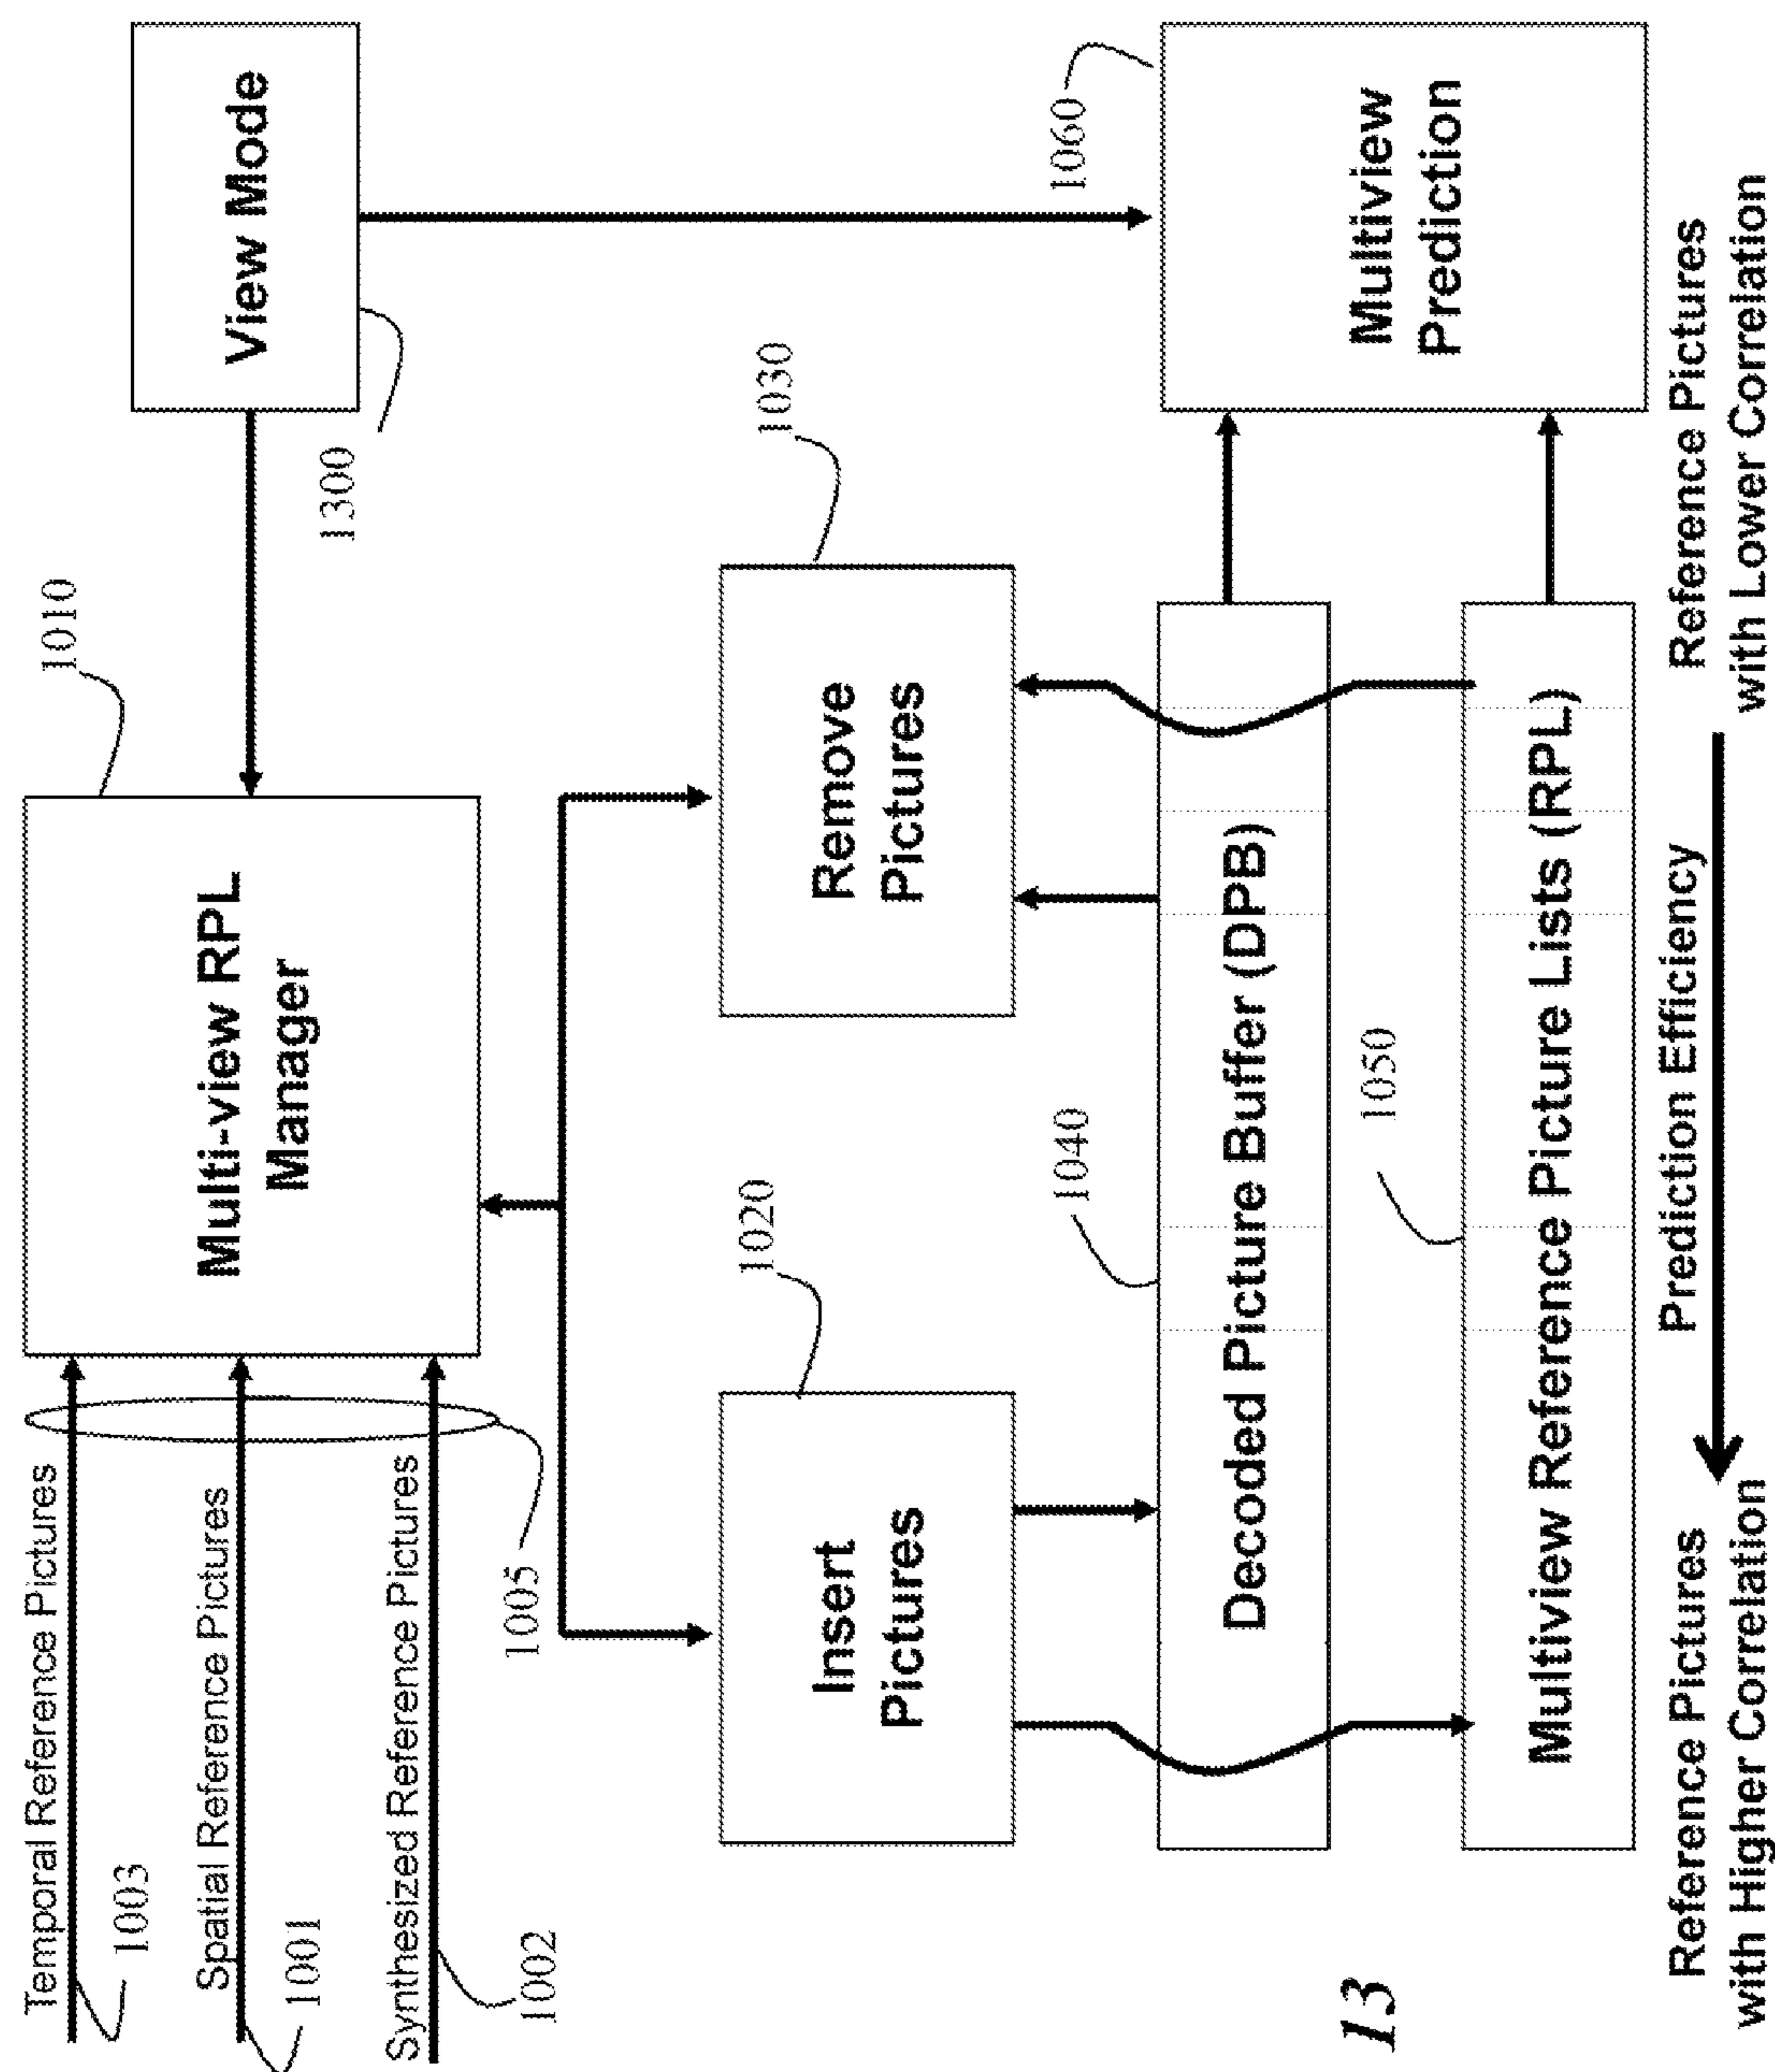 Temporal Reference Pictures
1003
Spatial Reference Pictures
1001
Synthesized Reference Pictures
1002
1005
Multi-view RPL
Manager
1010
View Mode
1300
Insert
Pictures
1020
Remove
Pictures
1030
Decoded Picture Buffer (DPB)
1040
Multiview Reference Picture Lists (RPL)
1050
Multiview
Prediction
1060
Reference Pictures
with Higher Correlation
Prediction Efficiency
Reference Pictures
with Lower Correlation
13